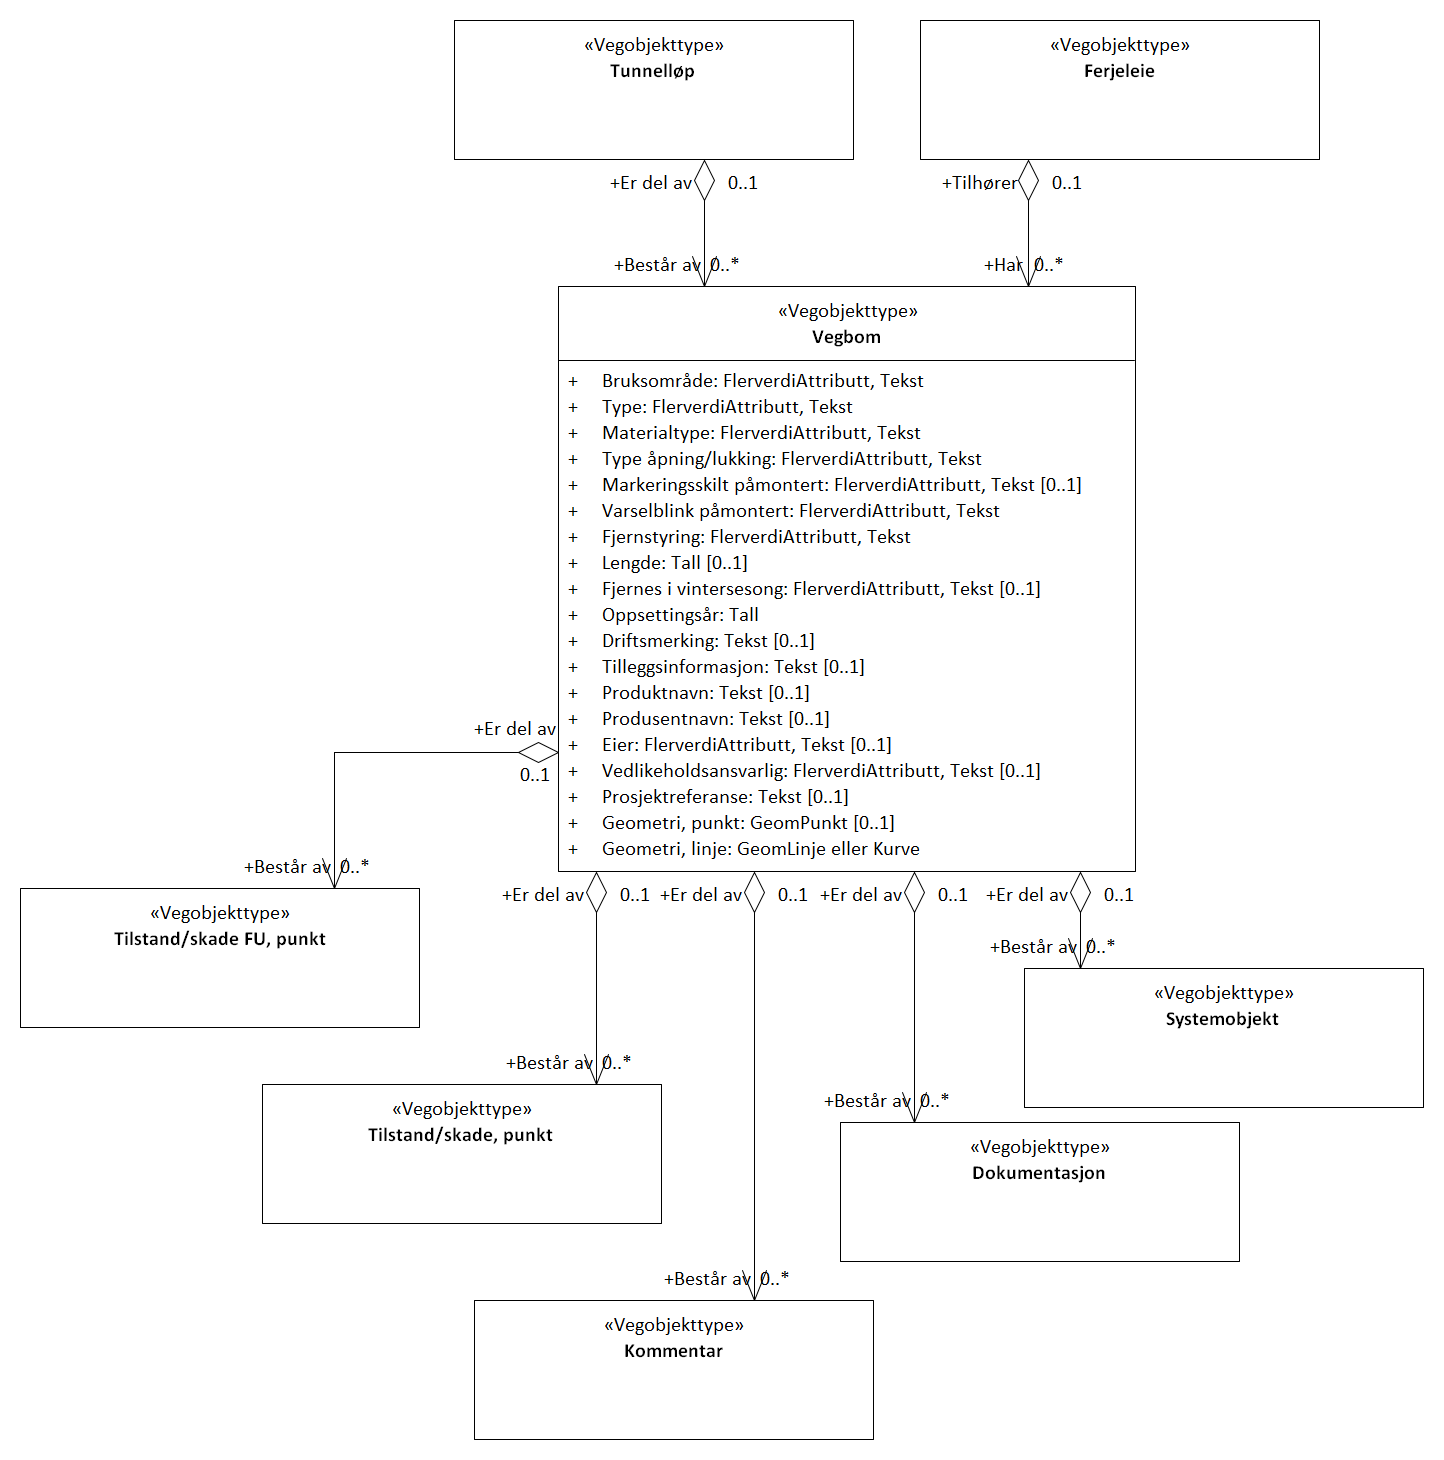 «Vegobjekttype»
Tunnelløp
«Vegobjekttype»
Ferjeleie
+Er del av 0..1
+Tilhører 0..1
+Består av 0..*
+Har 0..*
«Vegobjekttype»
Vegbom
+ Bruksområde: FlerverdiAttributt, Tekst
+ Type: FlerverdiAttributt, Tekst
+ Materialtype: FlerverdiAttributt, Tekst
+ Type åpning/lukking: FlerverdiAttributt, Tekst
+ Markeringsskilt påmontert: FlerverdiAttributt, Tekst [0..1]
+ Varselblink påmontert: FlerverdiAttributt, Tekst
+ Fjernstyring: FlerverdiAttributt, Tekst
+ Lengde: Tall [0..1]
+ Fjernes i vintersesong: FlerverdiAttributt, Tekst [0..1]
+ Oppsettingsår: Tall
+ Driftsmerking: Tekst [0..1]
+ Tilleggsinformasjon: Tekst [0..1]
+ Produktnavn: Tekst [0..1]
+ Produsentnavn: Tekst [0..1]
+ Eier: FlerverdiAttributt, Tekst [0..1]
+ Vedlikeholdsansvarlig: FlerverdiAttributt, Tekst [0..1]
+ Prosjektreferanse: Tekst [0..1]
+ Geometri, punkt: GeomPunkt [0..1]
+ Geometri, linje: GeomLinje eller Kurve
+Er del av
0..1
+Består av 0..*
«Vegobjekttype»
Tilstand/skade FU, punkt
+Er del av 0..1
+Er del av 0..1
+Er del av 0..1
+Er del av 0..1
+Består av 0..*
«Vegobjekttype»
Systemobjekt
+Består av 0..*
«Vegobjekttype»
Tilstand/skade, punkt
+Består av 0..*
«Vegobjekttype»
Dokumentasjon
+Består av 0..*
«Vegobjekttype»
Kommentar